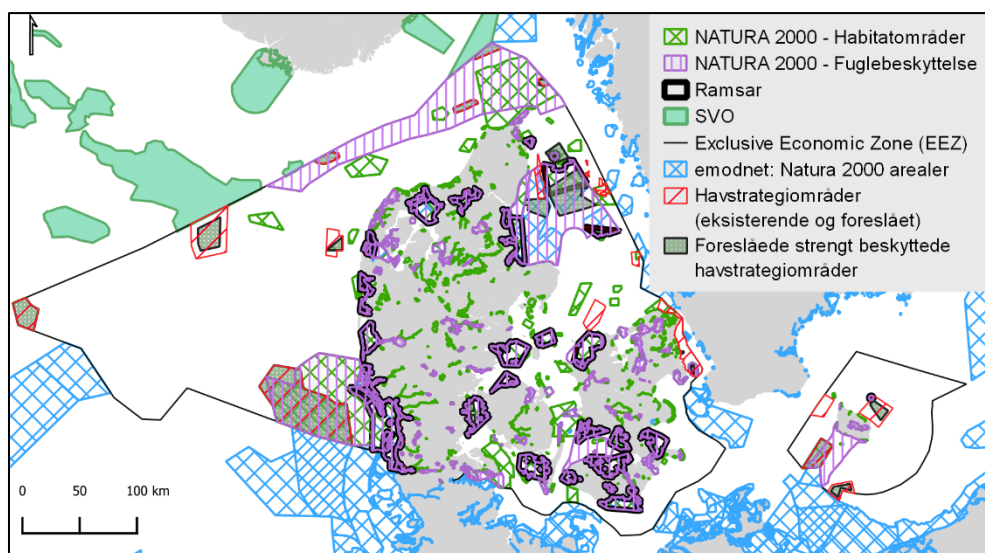 NATURA 2000 - Habitatområder
NATURA 2000 - Fuglebeskyttelse
Ramsar
SVO
Exclusive Economic Zone (EEZ)
emodnet: Natura 2000 arealer
Havstrategiområder
(eksisterende og foreslået)
Foreslåede strengt beskyttede
havstrategiområder
0 50 100 km